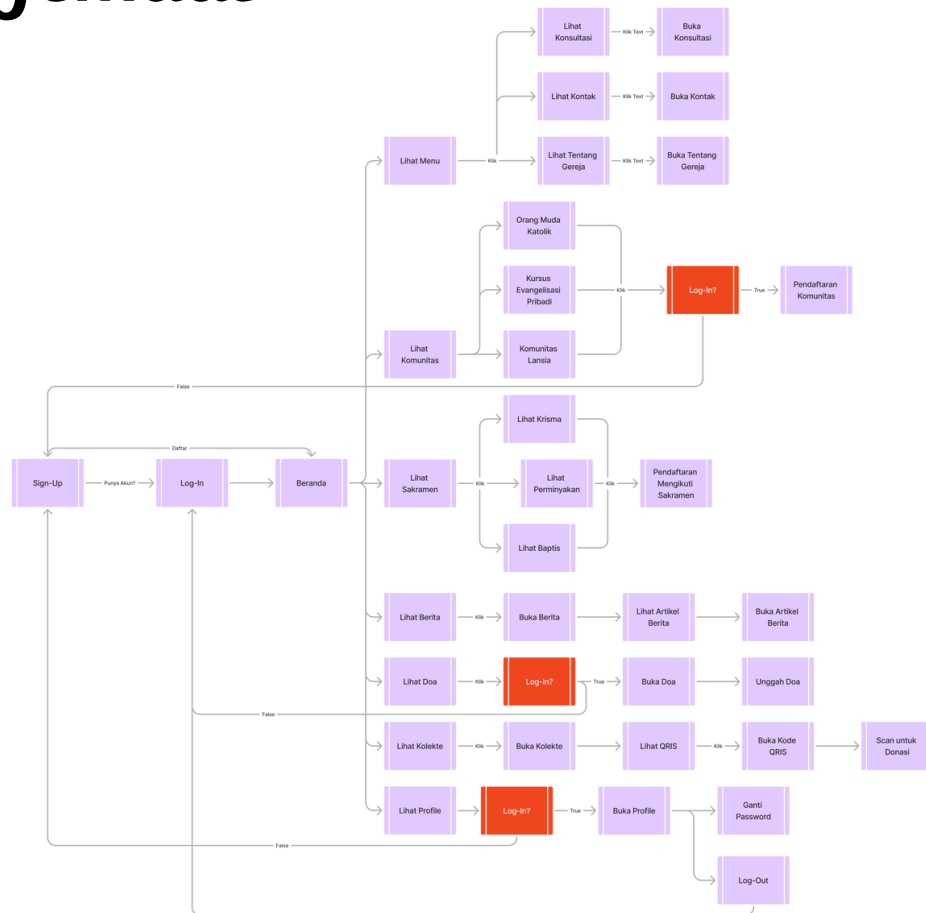 Lihat
Konsultasi
Klik Text
Buka
Konsultasi
Lihat Kontak
Klik Text
Buka Kontak
Lihat Menu
Klik
Lihat Tentang
Gereja
Klik Text
Buka Tentang
Gereja
Orang Muda
Katolik
Kursus
Evangelisasi
Pribadi
Klik
Log-In?
True
Pendaftaran
Komunitas
Lihat
Komunitas
Komunitas
Lansia
False
Lihat Krisma
Daftar
Sign-Up
Punya Akun?
Log-In
Beranda
Lihat
Sakramen
Klik
Lihat
Perminyakan
Klik
Pendaftaran
Mengikuti
Sakramen
Lihat Baptis
Lihat Berita
Klik
Buka Berita
Lihat Artikel
Berita
Buka Artikel
Berita
Lihat Doa
Klik
Log-In?
True
Buka Doa
Unggah Doa
False
Lihat Kolekte
Klik
Buka Kolekte
Lihat QRIS
Klik
Buka Kode
QRIS
Scan untuk
Donasi
Lihat Profile
Log-In?
True
Buka Profile
Ganti
Password
False
Log-Out